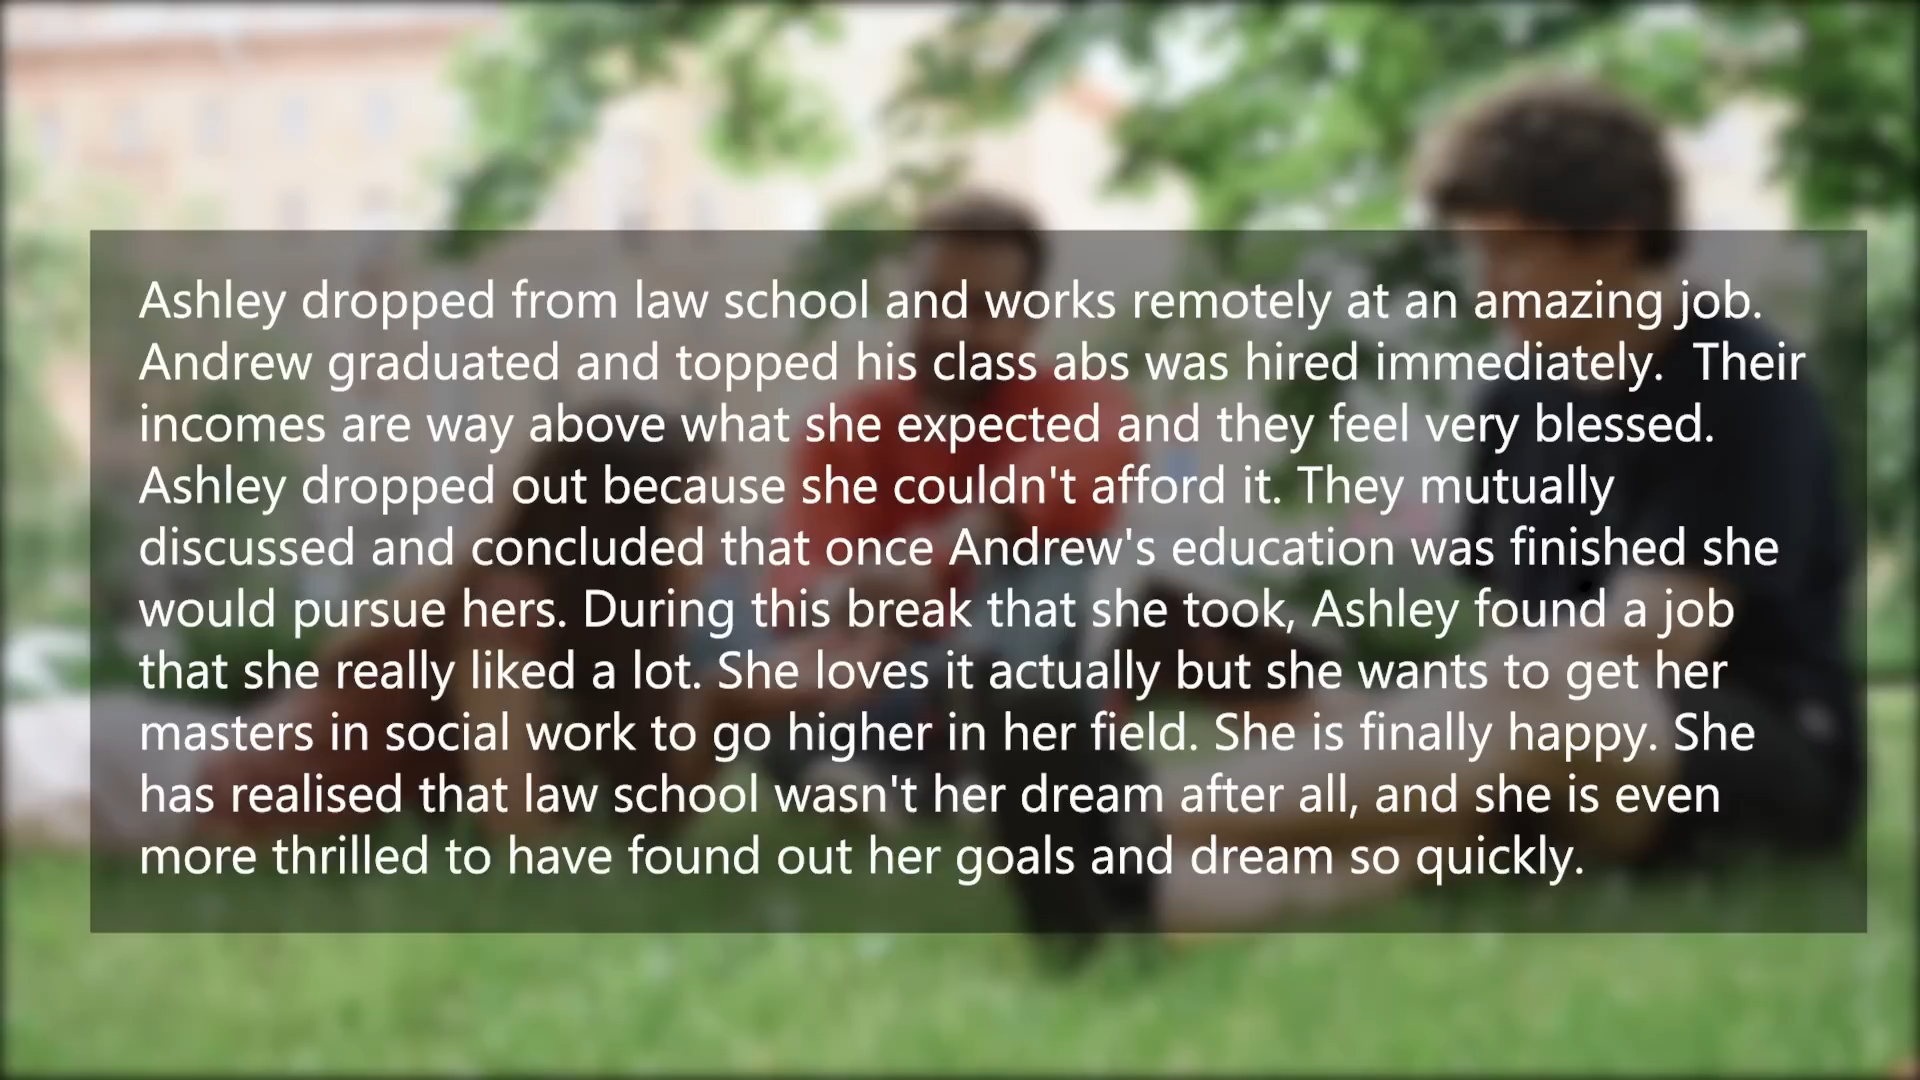 Ashley dropped from law school and works remotely at an amazing job.
Andrew graduated and topped his class abs was hired immediately.  Their
incomes are way above what she expected and they feel very blessed.
Ashley dropped out because she couldn't afford it. They mutually
discussed and concluded that once Andrew's education was finished she
would pursue hers. During this break that she took, Ashley found a job
that she really liked a lot. She loves it actually but she wants to get her
masters in social work to go higher in her field. She is finally happy. She
has realised that law school wasn't her dream after all, and she is even
more thrilled to have found out her goals and dream so quickly.